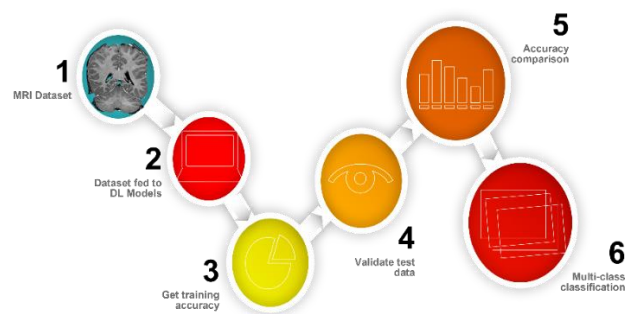 1
MRI Dataset
2
Dataset fed to
DL Models
3
Get training
accuracy
4
Validate test
data
5
Accuracy
comparison
6
Multi-class
classification